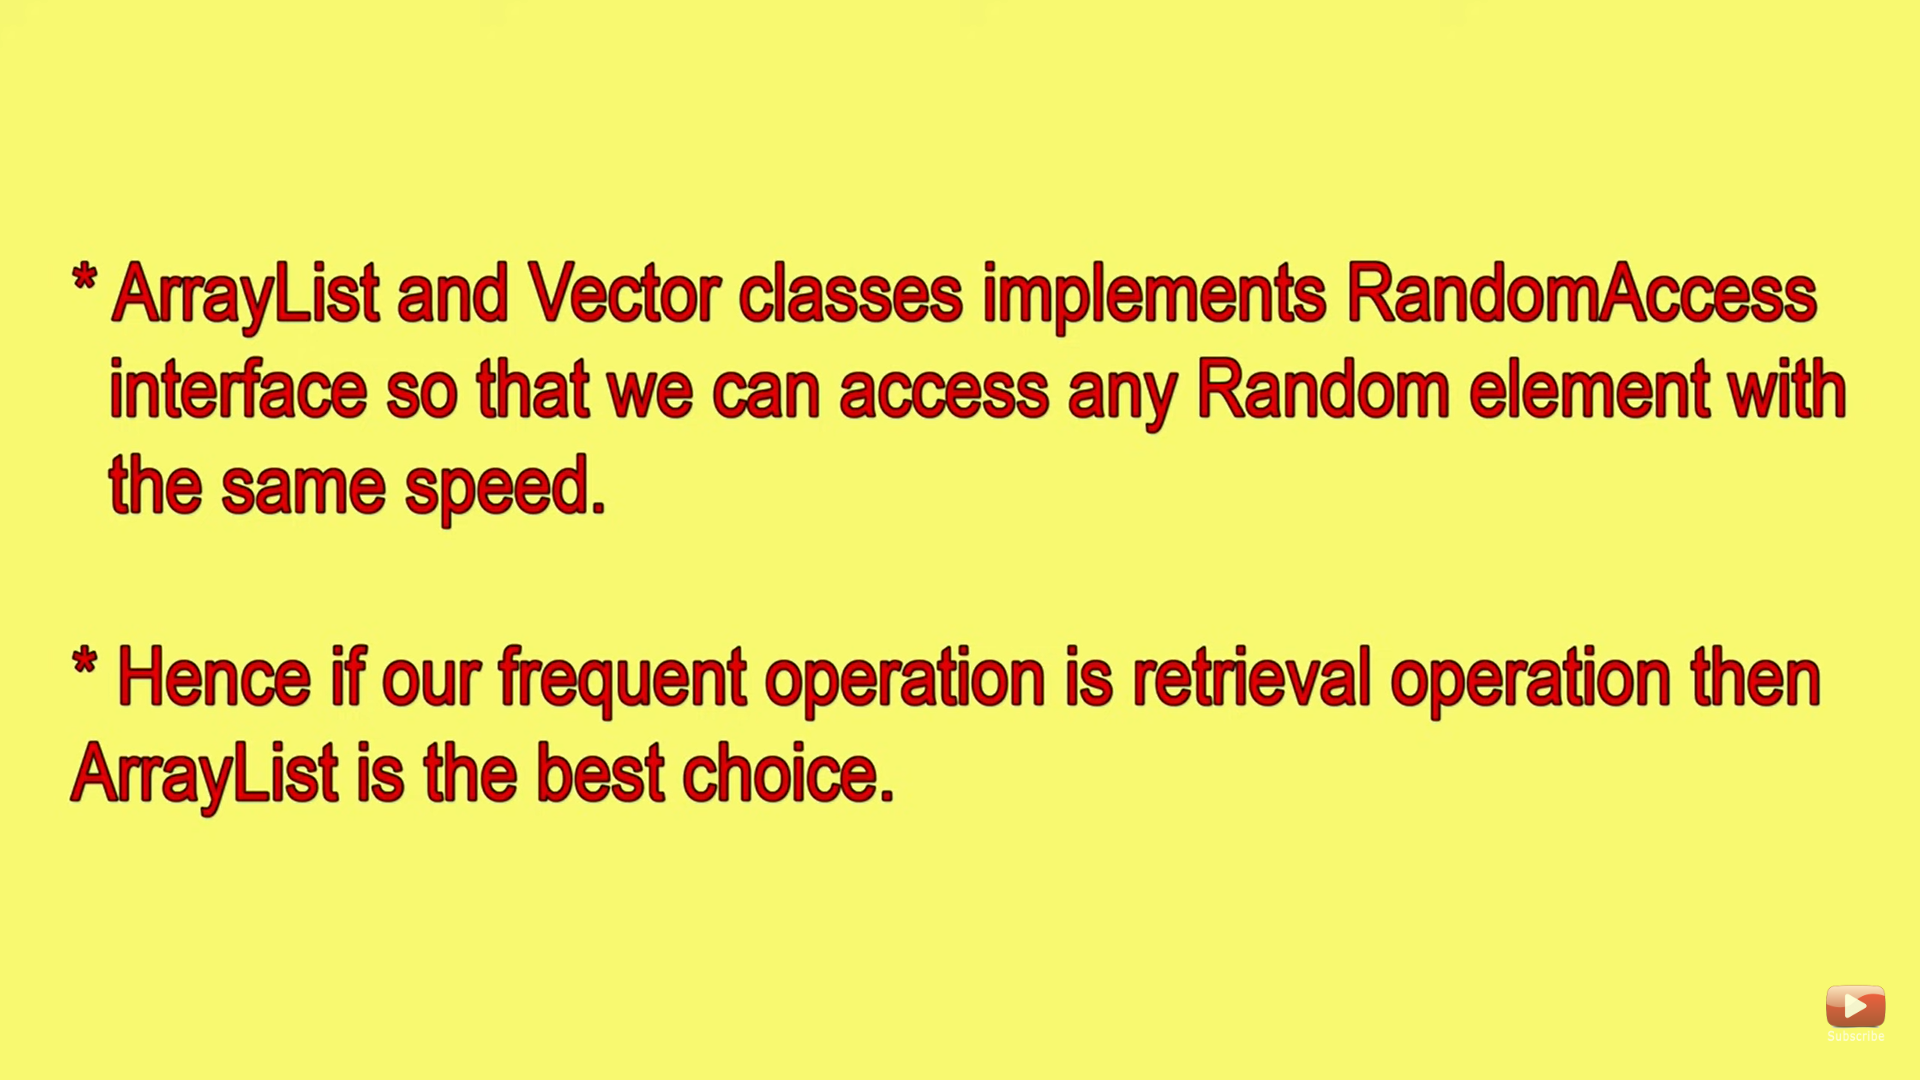 * ArrayList and Vector classes implements RandomAccess
interface so that we can access any Random element with
the same speed.
* Hence if our frequent operation is retrieval operation then
ArrayList is the best choice.
Subscribe